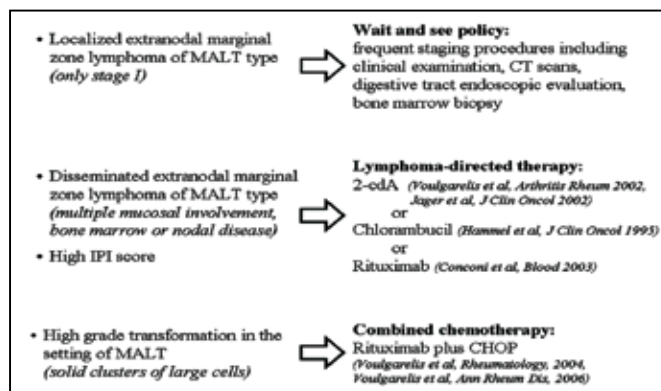 • Localized extranodal marginal
zone lymphoma of MALT type
(only stage I)
Wait and see policy:
frequent staging procedures including
clinical examination, CT scans,
digestive tract endoscopic evaluation,
bone marrow biopsy
• Disseminated extranodal marginal
zone lymphoma of MALT type
(multiple mucosal involvement,
bone marrow or nodal disease)
• High IPI score
Lymphoma-directed therapy:
2-cdA (Voulgarelis et al, Arthritis Rheum 2002,
Jager et al, J Clin Oncol 2002)
or
Chlorambucil (Hammel et al, J Clin Oncol 1995)
or
Rituximab (Conconi et al, Blood 2003)
• High grade transformation in the
setting of MALT
(solid clusters of large cells)
Combined chemotherapy:
Rituximab plus CHOP
(Voulgarelis et al, Rheumatology, 2004,
Voulgarelis et al, Ann Rheum Dis, 2006)